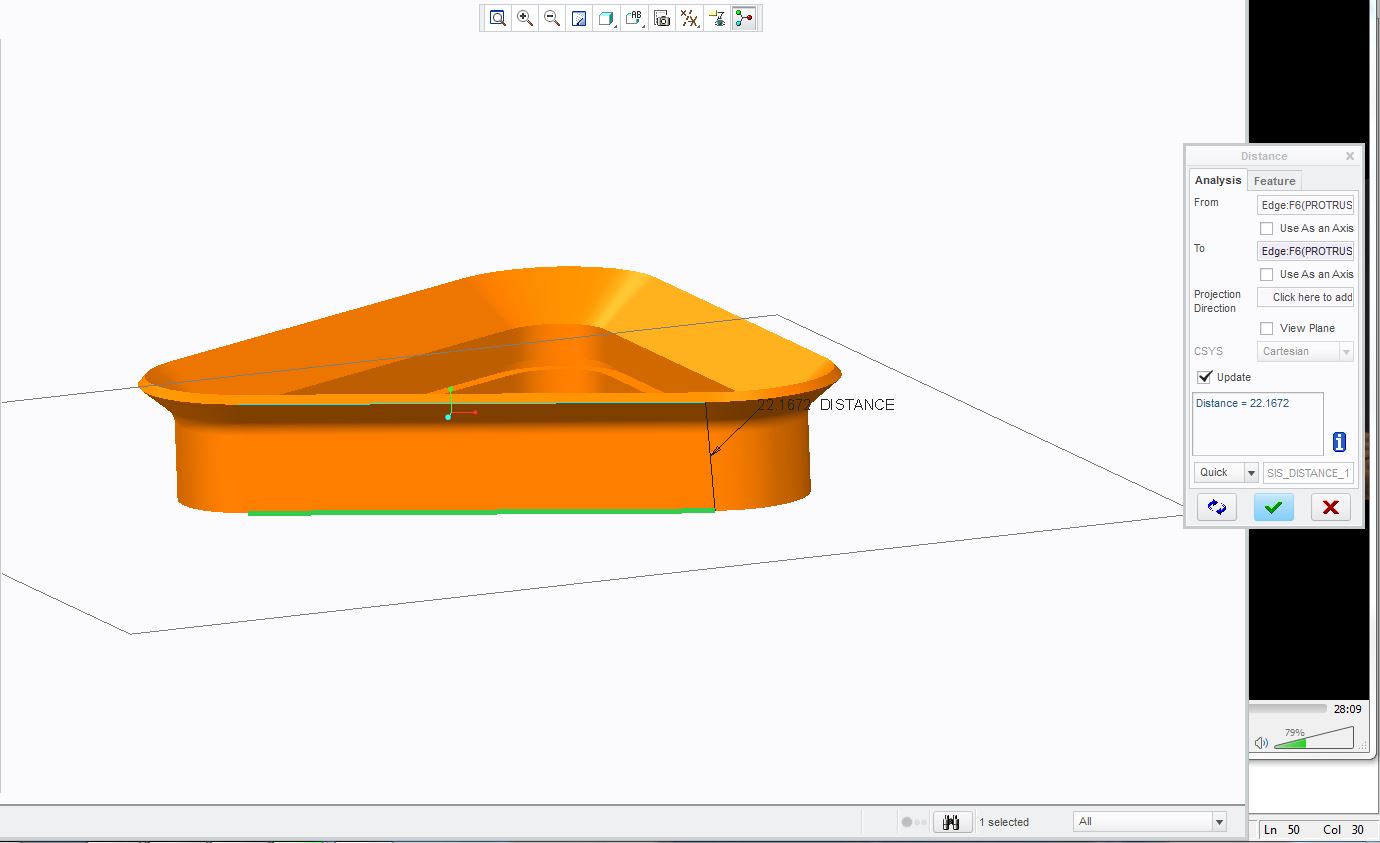 AB
Distance
Analysis Feature
From Edge:F6(PROTRUS
Use As an Axis
To Edge:F6(PROTRUS
Use As an Axis
Projection
Direction
Click here to add
View Plane
CSYS Cartesian
Update
22.1672 DISTANCE
Distance = 22.1672
Quick SIS_DISTANCE_1
28:09
79%
1 selected All
Ln 50 Col 30